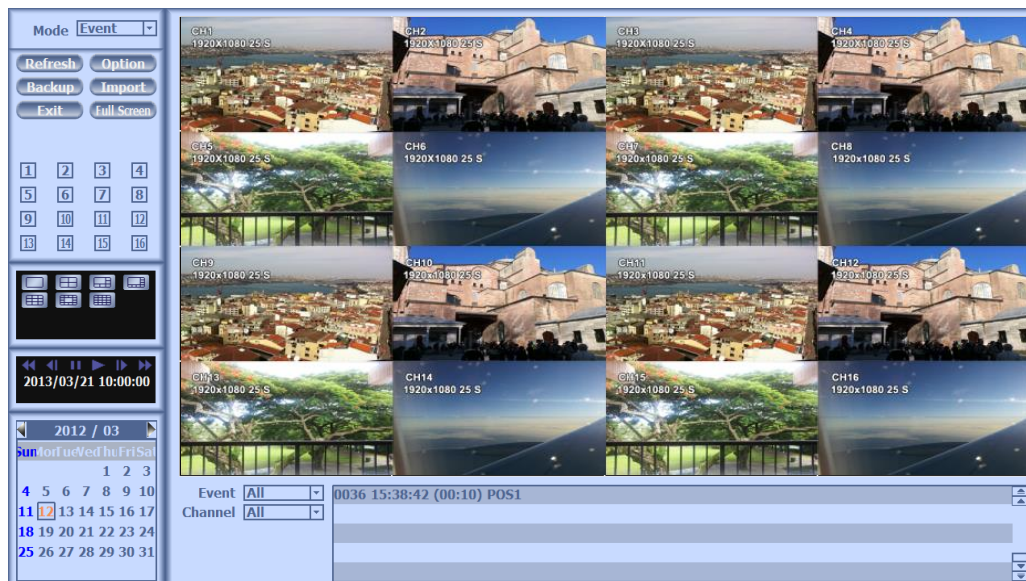 Mode Event
Refresh Option
Backup Import
Exit Full Screen
1 2 3 4
5 6 7 8
9 10 11 12
13 14 15 16
2013/03/21 10:00:00
2012 / 03
Sun Mon Tue Wed Thu Fri Sat
1 2 3
4 5 6 7 8 9 10
11 12 13 14 15 16 17
18 19 20 21 22 23 24
25 26 27 28 29 30 31
CH1
1920X1080 25 S
CH2
1920X1080 25 S
CH3
1920X1080 25 S
CH4
1920X1080 25 S
CH5
1920X1080 25 S
CH6
1920X1080 25 S
CH7
1920x1080 25 S
CH8
1920x1080 25 S
CH9
1920x1080 25 S
CH10
1920x1080 25 S
CH11
1920x1080 25 S
CH12
1920x1080 25 S
CH13
1920x1080 25 S
CH14
1920x1080 25 S
CH15
1920x1080 25 S
CH16
1920x1080 25 S
Event All
Channel All
0036 15:38:42 (00:10) POS1